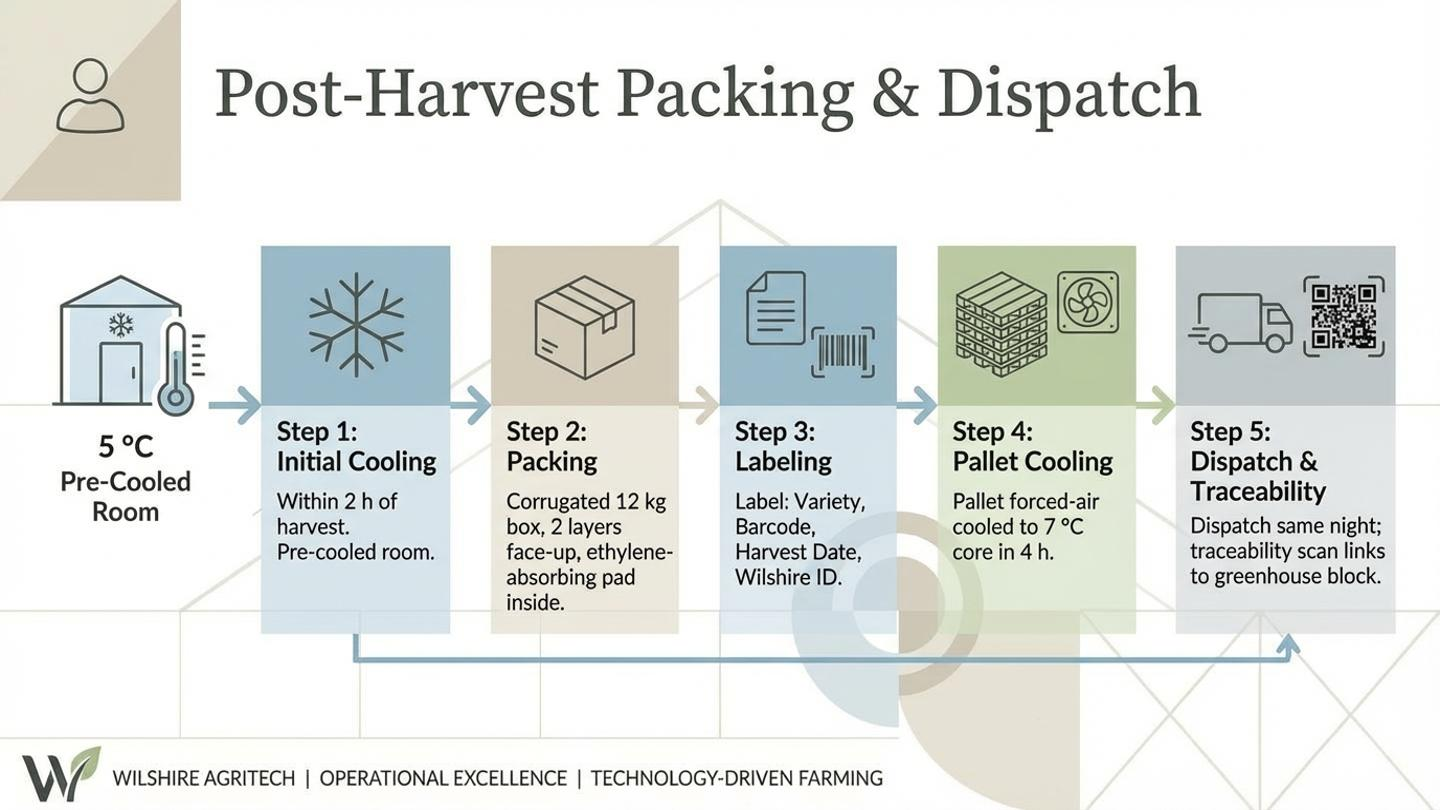 Post-Harvest Packing & Dispatch
5 °C
Pre-Cooled
Room
Step 1:
Initial Cooling
Within 2 h of
harvest.
Pre-cooled room.
Step 2:
Packing
Corrugated 12 kg
box, 2 layers
face-up, ethylene-
absorbing pad
inside.
Step 3:
Labeling
Label: Variety,
Barcode,
Harvest Date,
Wilshire ID.
Step 4:
Pallet Cooling
Pallet forced-air
cooled to 7 °C
core in 4 h.
Step 5:
Dispatch &
Traceability
Dispatch same night;
traceability scan links
to greenhouse block.
W
WILSHIRE AGRITECH | OPERATIONAL EXCELLENCE | TECHNOLOGY-DRIVEN FARMING